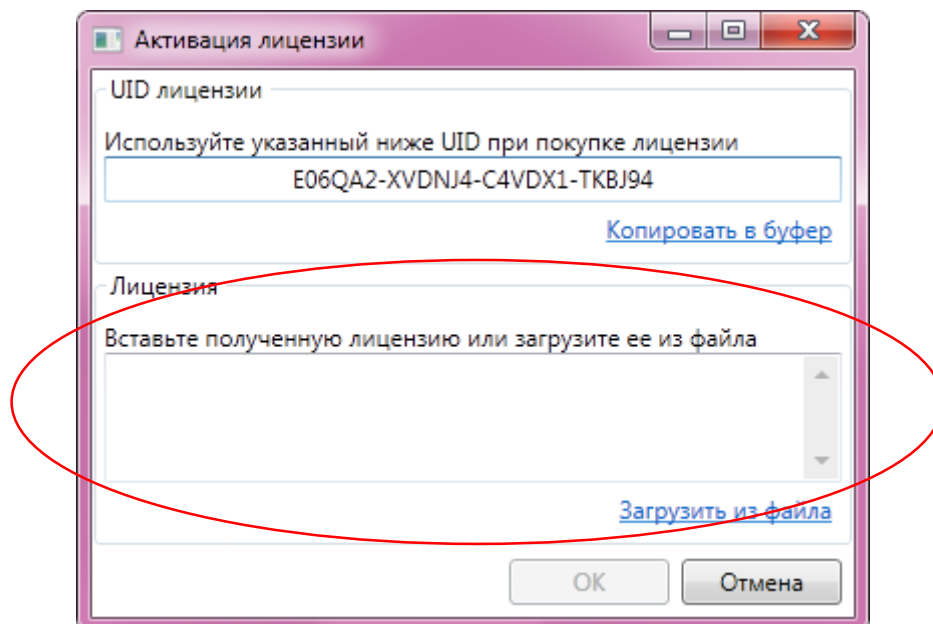 Активация лицензии
UID лицензии
Используйте указанный ниже UID при покупке лицензии
E06QA2-XVDNJ4-C4VDX1-TKBJ94
Копировать в буфер
Лицензия
Вставьте полученную лицензию или загрузите ее из файла
Загрузить из файла
OK
Отмена